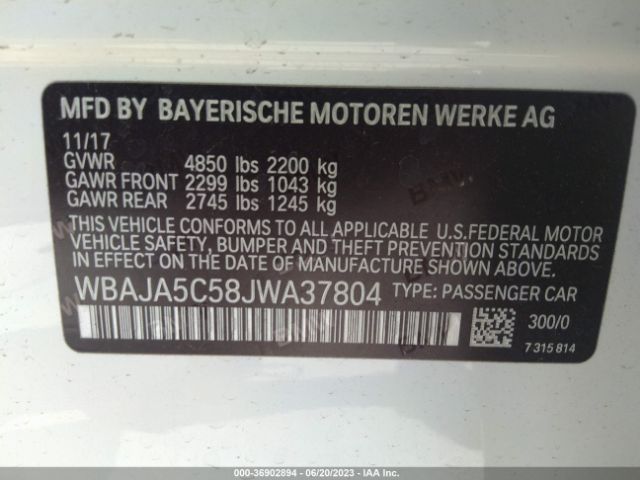 MFD BY BAYERISCHE MOTOREN WERKE AG
11/17
GVWR 4850 lbs 2200 kg
GAWR FRONT 2299 lbs 1043 kg
GAWR REAR 2745 lbs 1245 kg
THIS VEHICLE CONFORMS TO ALL APPLICABLE U.S.FEDERAL MOTOR
VEHICLE SAFETY, BUMPER AND THEFT PREVENTION STANDARDS
IN EFFECT ON THE DATE OF MANUFACTURE SHOWN ABOVE.
WBAJA5C58JWA37804 TYPE: PASSENGER CAR
300/0
7 315 814
000-36902894 - 06/20/2023 - IAA Inc.